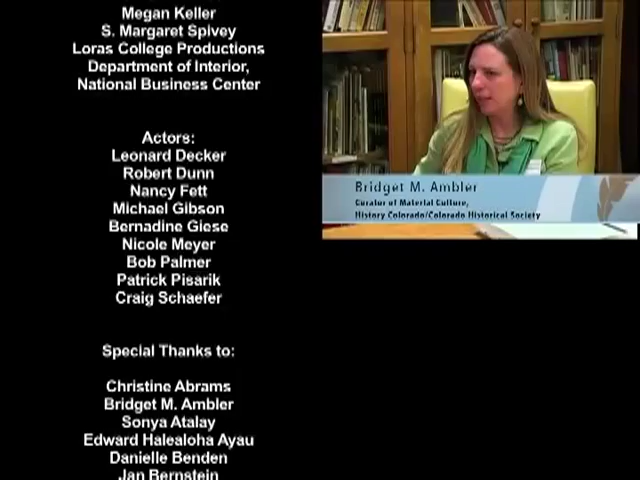 Megan Keller
S. Margaret Spivey
Loras College Productions
Department of Interior,
National Business Center
Actors:
Leonard Decker
Robert Dunn
Nancy Fett
Michael Gibson
Bernadine Giese
Nicole Meyer
Bob Palmer
Patrick Pisarik
Craig Schaefer
Special Thanks to:
Christine Abrams
Bridget M. Ambler
Sonya Atalay
Edward Halealoha Ayau
Danielle Benden
Jan Bernstein
Bridget M. Ambler
Curator of Material Culture,
History Colorado/Colorado Historical Society